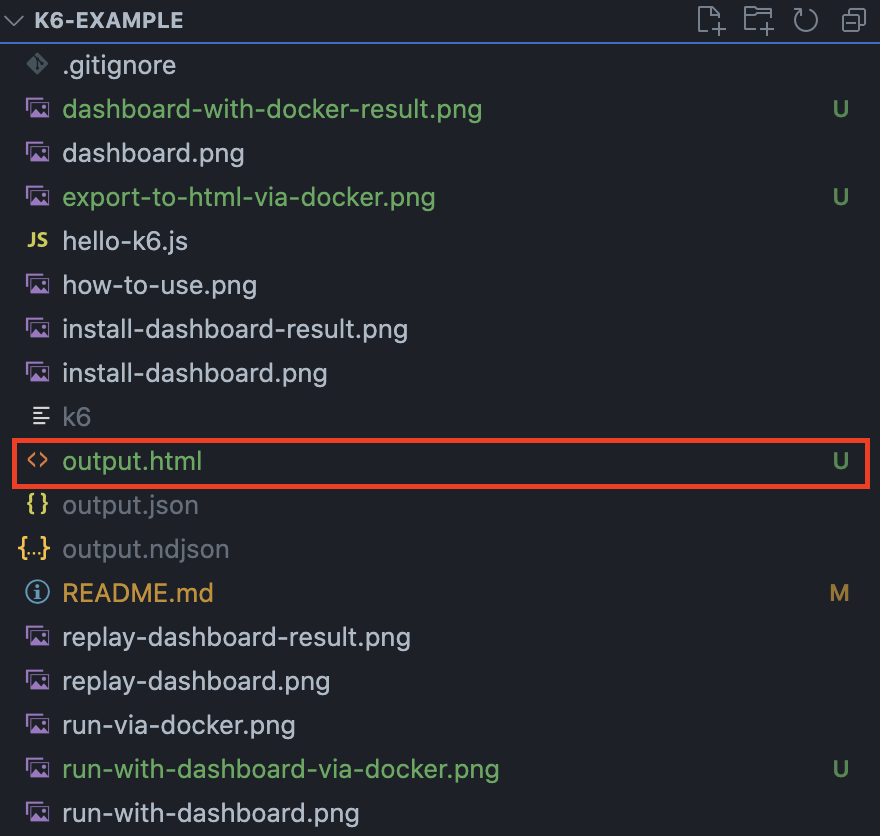 K6-EXAMPLE
.gitignore
dashboard-with-docker-result.png U
dashboard.png
export-to-html-via-docker.png U
JS hello-k6.js
how-to-use.png
install-dashboard-result.png
install-dashboard.png
k6
<> output.html U
{} output.json
{...} output.ndjson
README.md M
replay-dashboard-result.png
replay-dashboard.png
run-via-docker.png
run-with-dashboard-via-docker.png U
run-with-dashboard.png